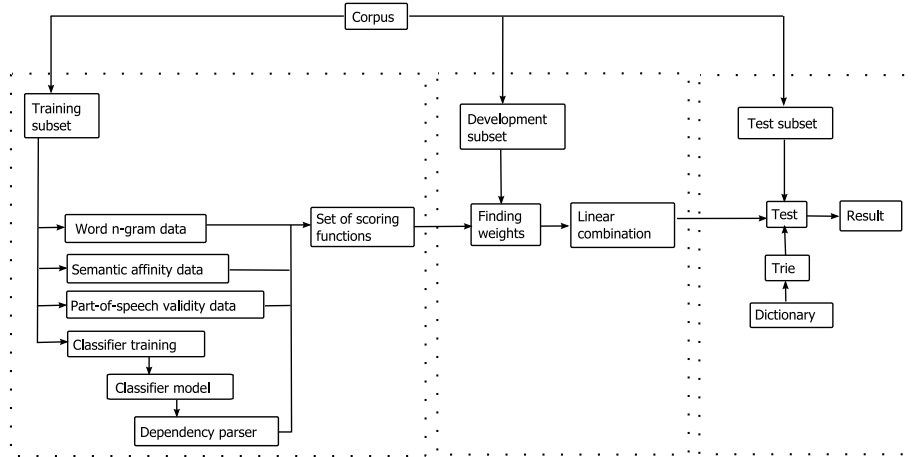 Corpus
Training
subset
Word n-gram data
Semantic affinity data
Part-of-speech validity data
Classifier training
Classifier model
Dependency parser
Set of scoring
functions
Development
subset
Finding
weights
Linear
combination
Test subset
Test
Result
Trie
Dictionary